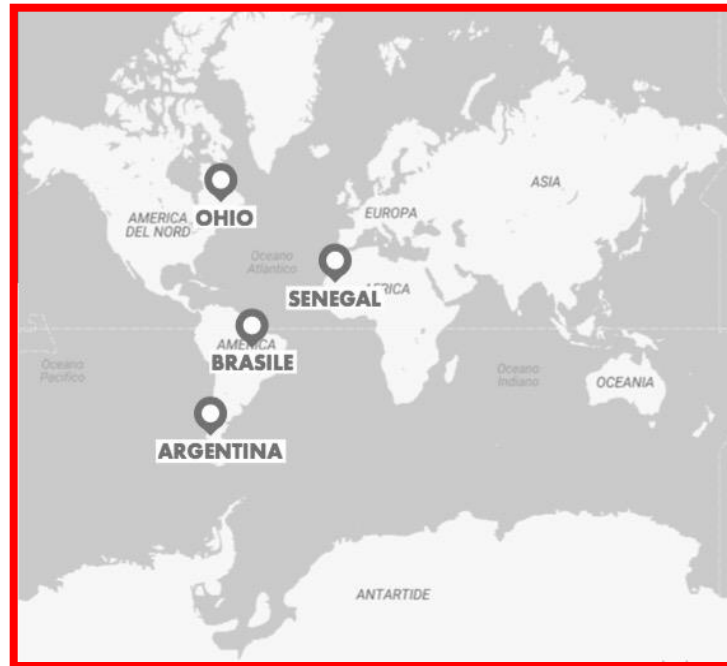 ASIA
OHIO
AMERICA
DEL NORD
EUROPA
Oceano
Atlantico
SENEGAL
AFRICA
AMERICA
BRASILE
Oceano
Pacifico
Oceano
Indiano
OCEANIA
ARGENTINA
ANTARTIDE